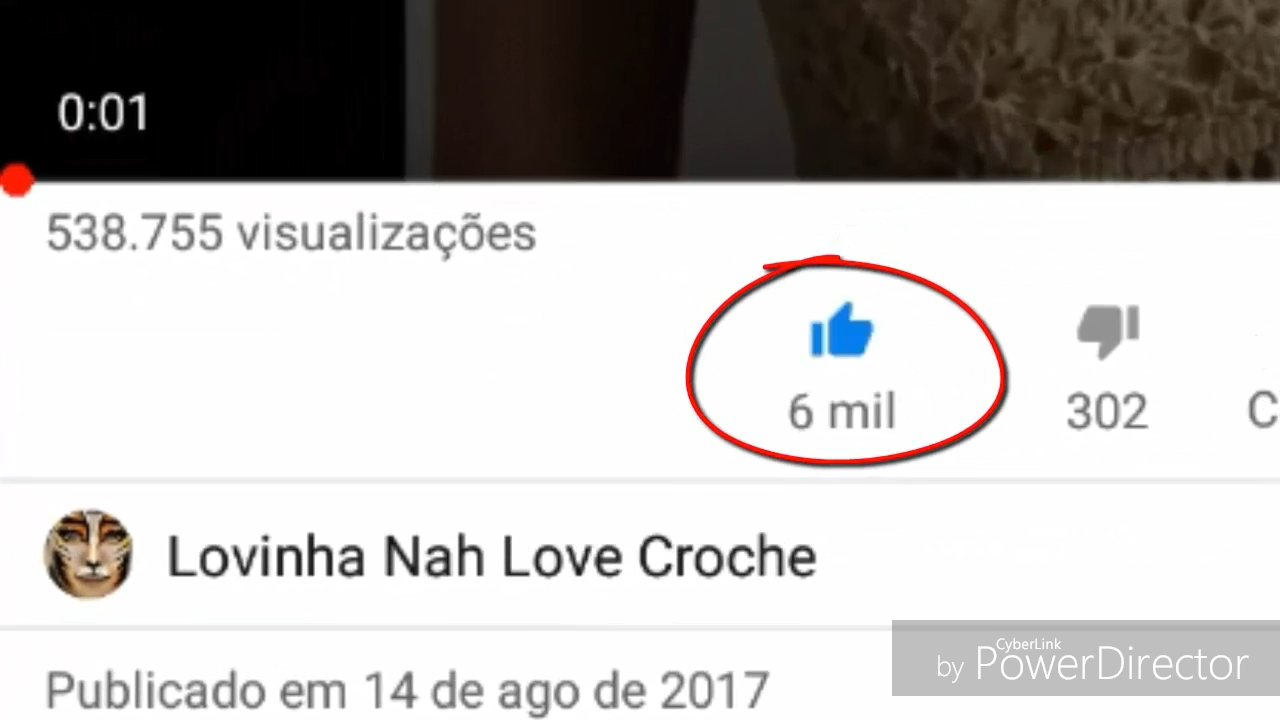 0:01
538.755 visualizações
6 mil
302
C
Lovinha Nah Love Croche
Publicado em 14 de ago de 2017
CyberLink
by PowerDirector